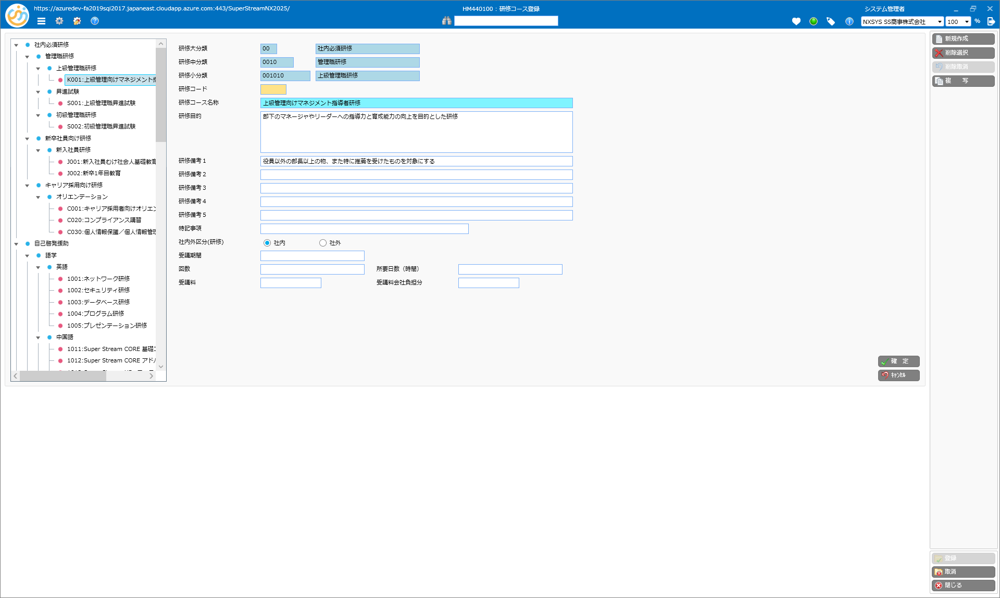 https://azuredev-fa2019sql2017.japaneast.cloudapp.azure.com:443/SuperStreamNX2025/
HM440100：研修コース登録
システム管理者
NXSYS SS商事株式会社
100
%
社内必須研修
管理職研修
上級管理職研修
K001:上級管理向けマネジメント指
昇進試験
S001:上級管理職昇進試験
初級管理職研修
S002:初級管理職昇進試験
新卒社員向け研修
新入社員研修
J001:新入社員むけ社会人基礎教育
J002:新卒1年目教育
キャリア採用向け研修
オリエンテーション
C001:キャリア採用者向けオリエン
C020:コンプライアンス講習
C030:個人情報保護／個人情報管理
自己啓発援助
語学
英語
1001:ネットワーク研修
1002:セキュリティ研修
1003:データベース研修
1004:プログラム研修
1005:プレゼンテーション研修
中国語
1011:Super Stream CORE 基礎コ
1012:Super Stream CORE アドバ
研修大分類 00 社内必須研修
研修中分類 0010 管理職研修
研修小分類 001010 上級管理職研修
研修コード
研修コース名称 上級管理向けマネジメント指導者研修
研修目的 部下のマネージャやリーダーへの指導力と育成能力の向上を目的とした研修
研修備考１ 役員以外の部長以上の物、また特に推薦を受けたものを対象にする
研修備考２
研修備考３
研修備考４
研修備考５
特記事項
社内外区分(研修) 社内 社外
受講期間
回数 所要日数（時間）
受講料 受講料会社負担分
確　定
ｷｬﾝｾﾙ
新規作成
削除選択
削除取消
複　写
登録
取消
閉じる